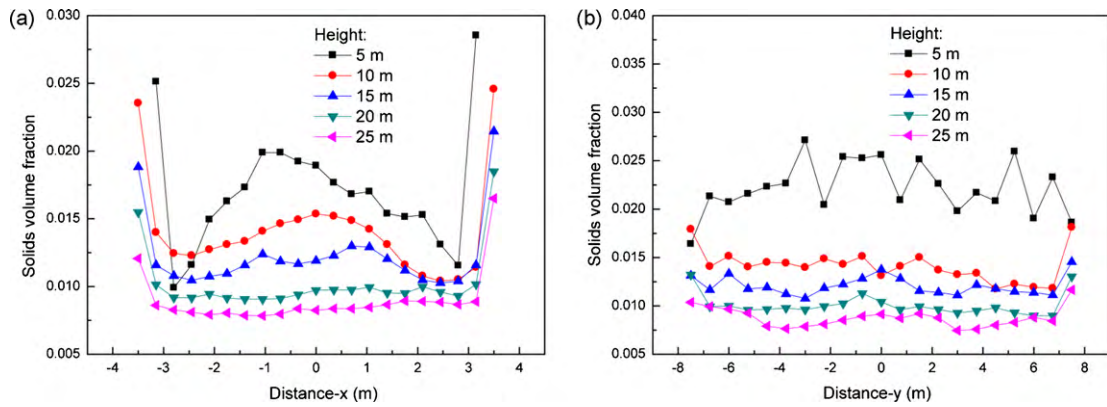 (a)
0.030
0.025
0.020
0.015
0.010
0.005
Solids volume fraction
Height:
5 m
10 m
15 m
20 m
25 m
-4 -3 -2 -1 0 1 2 3 4
Distance-x (m)
(b)
0.040
0.035
0.030
0.025
0.020
0.015
0.010
0.005
Solids volume fraction
Height:
5 m
10 m
15 m
20 m
25 m
-8 -6 -4 -2 0 2 4 6 8
Distance-y (m)